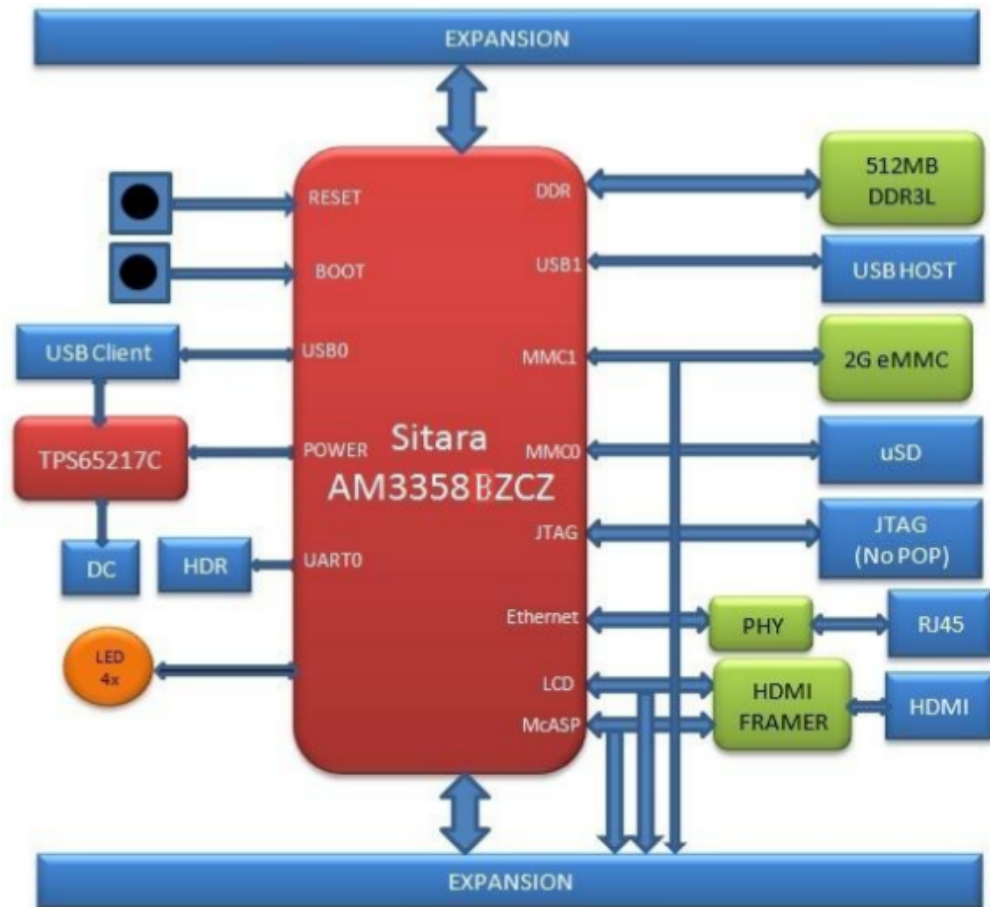 EXPANSION
RESET
BOOT
USB Client
USB0
TPS65217C
POWER
DC
HDR
UART0
LED
4x
Sitara
AM3358BZCZ
DDR
512MB
DDR3L
USB1
USB HOST
MMC1
2G eMMC
MMC0
uSD
JTAG
JTAG
(No POP)
Ethernet
PHY
RJ45
LCD
McASP
HDMI
FRAMER
HDMI
EXPANSION